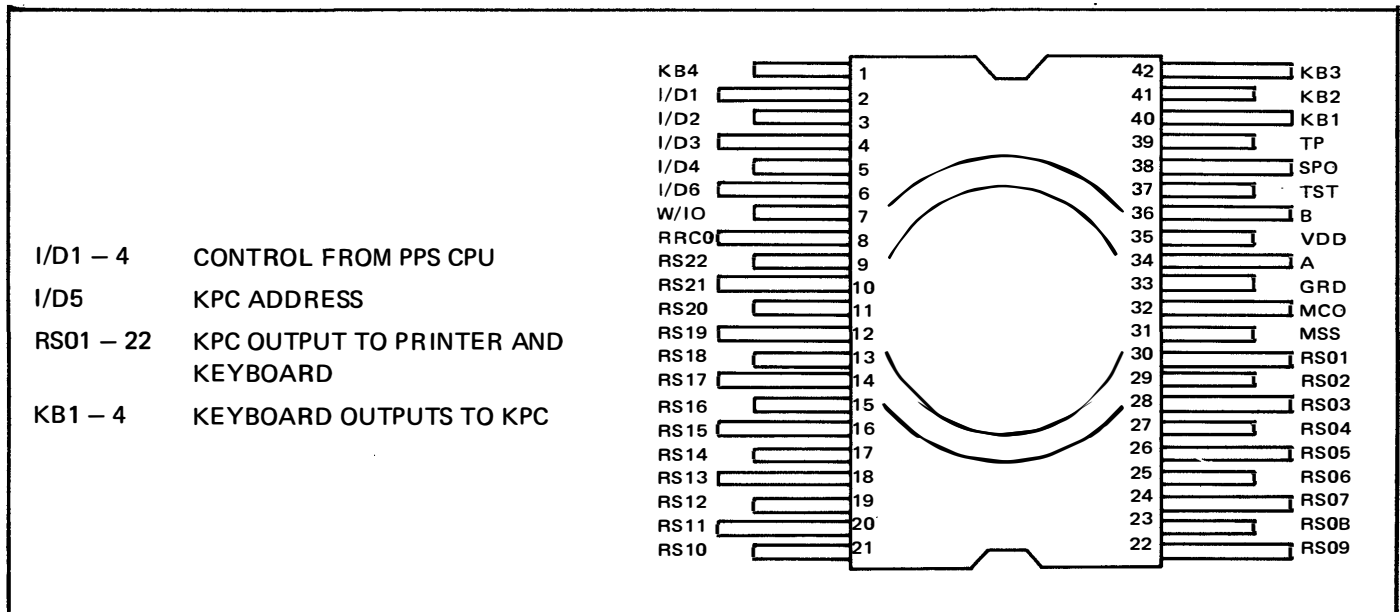 I/D1 – 4 CONTROL FROM PPS CPU
I/D5 KPC ADDRESS
RS01 – 22 KPC OUTPUT TO PRINTER AND
KEYBOARD
KB1 – 4 KEYBOARD OUTPUTS TO KPC
KB4 1 42 KB3
I/D1 2 41 KB2
I/D2 3 40 KB1
I/D3 4 39 TP
I/D4 5 38 SPO
I/D6 6 37 TST
W/IO 7 36 B
RRCO 8 35 VDD
RS22 9 34 A
RS21 10 33 GRD
RS20 11 32 MCO
RS19 12 31 MSS
RS18 13 30 RS01
RS17 14 29 RS02
RS16 15 28 RS03
RS15 16 27 RS04
RS14 17 26 RS05
RS13 18 25 RS06
RS12 19 24 RS07
RS11 20 23 RS0B
RS10 21 22 RS09